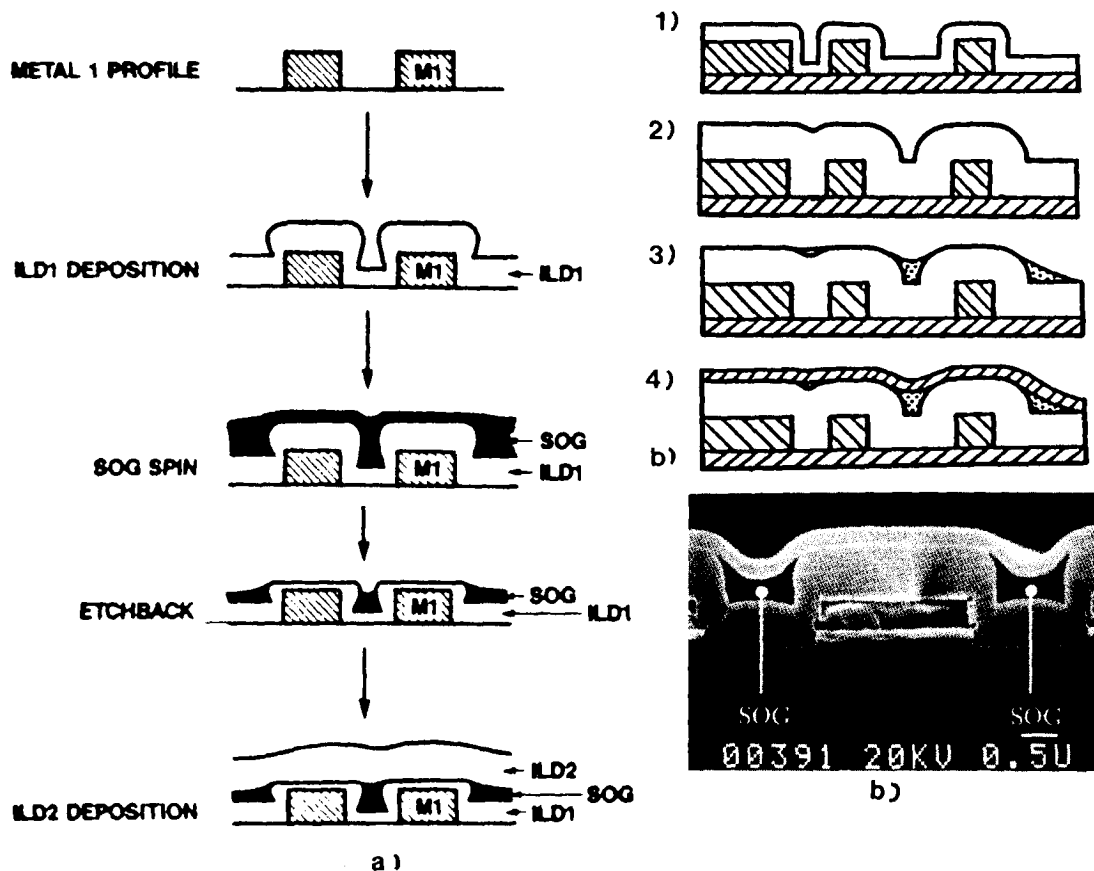 METAL 1 PROFILE
M1
ILD1 DEPOSITION
M1
ILD1
SOG SPIN
M1
SOG
ILD1
ETCHBACK
M1
SOG
ILD1
ILD2 DEPOSITION
M1
ILD2
SOG
ILD1
a)
1)
2)
3)
4)
b)
SOG
SOG
00391 20KV 0.5U
b)